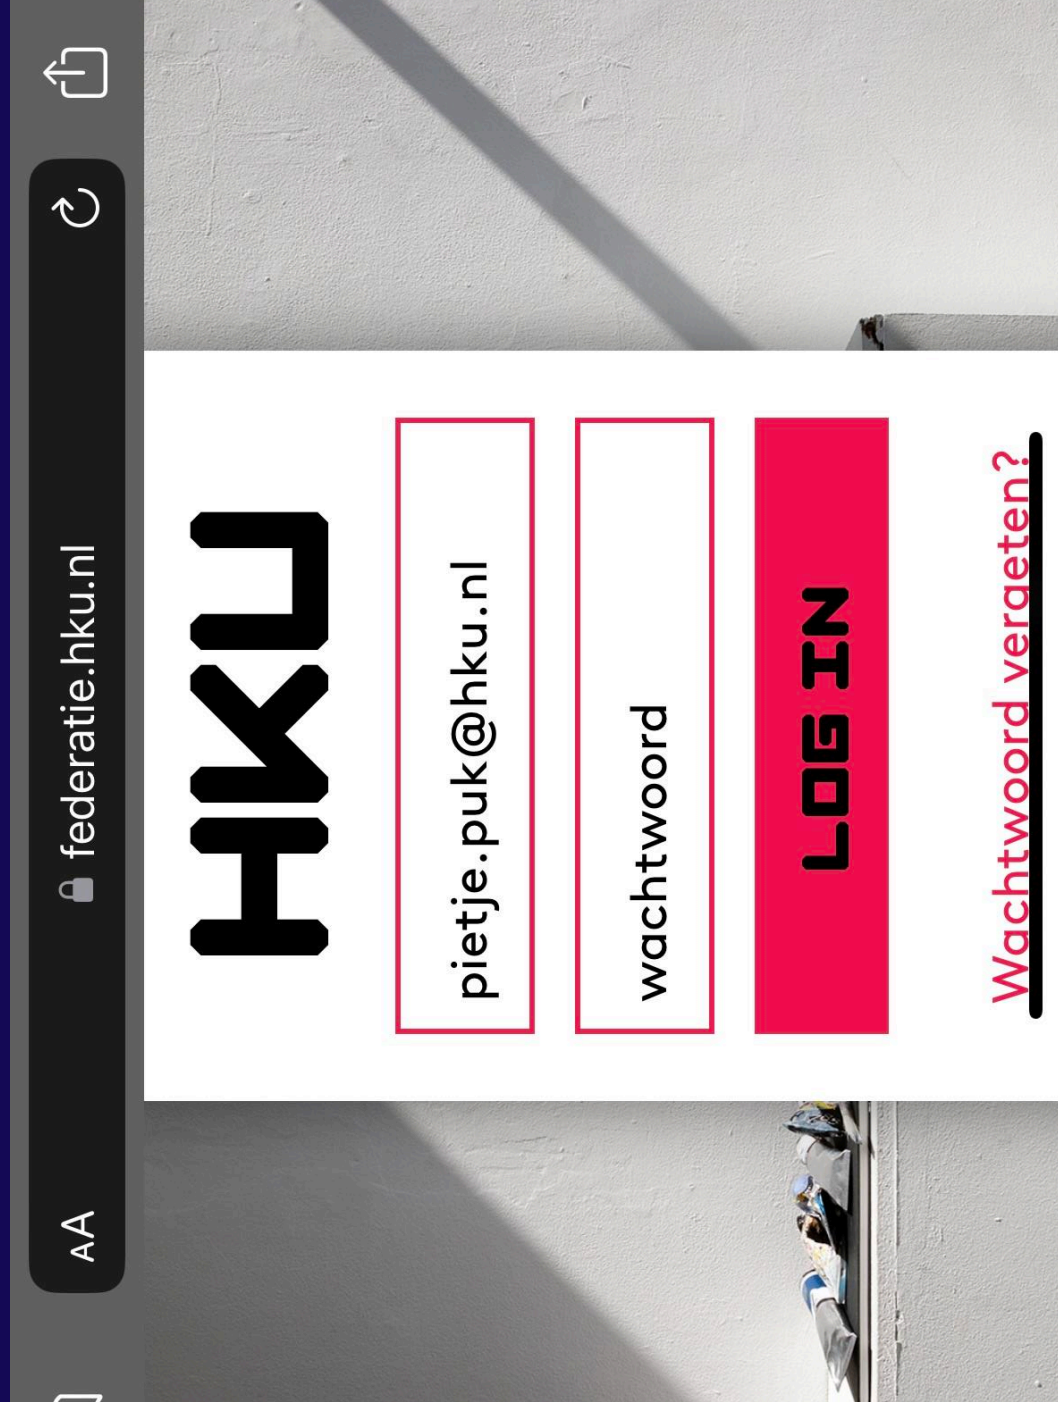 AA federatie.hku.nl
HKU
pietje.puk@hku.nl
wachtwoord
LOG IN
Wachtwoord vergeten?